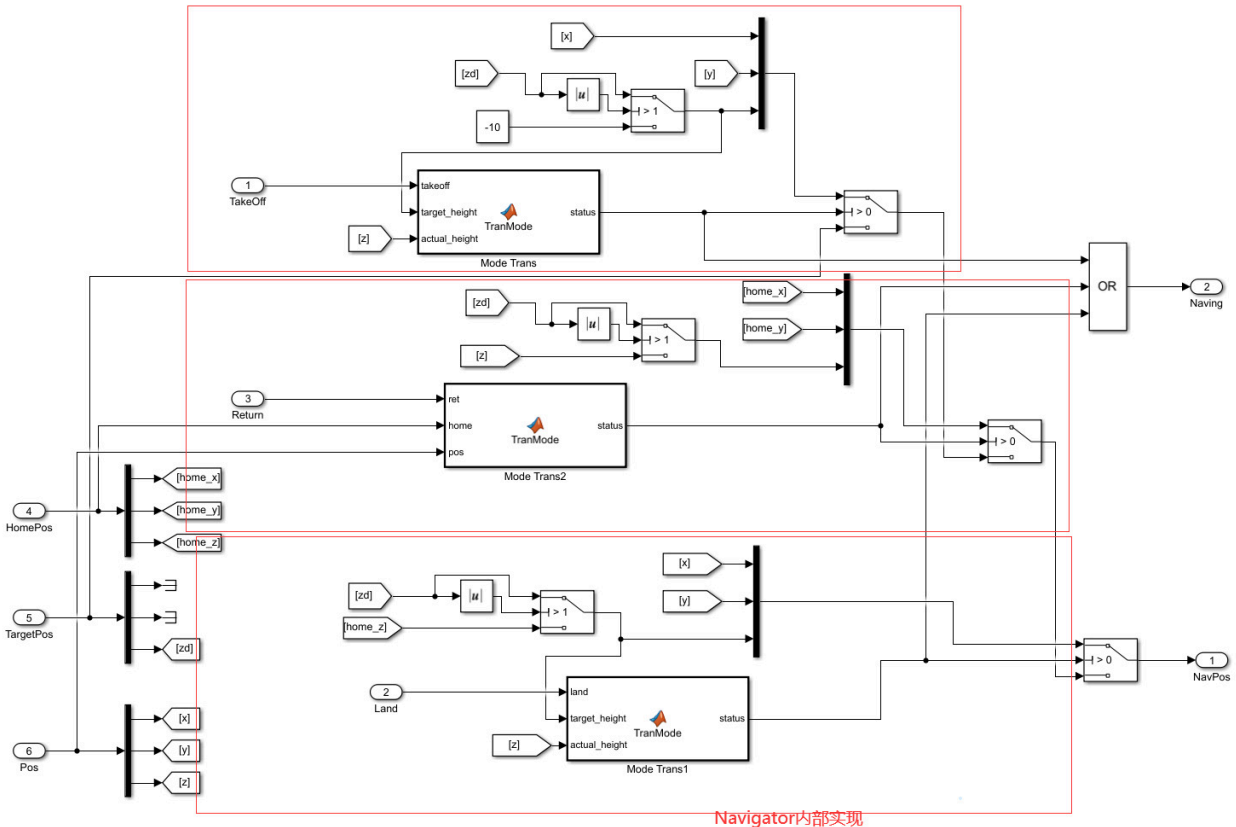 [x]
[zd]
|u|
[y]
> 1
-10
1
TakeOff
takeoff
target_height
actual_height
status
TranMode
[z]
Mode Trans
> 0
OR
2
Naving
[zd]
|u|
> 1
[z]
[home_x]
[home_y]
3
Return
ret
home
pos
status
TranMode
Mode Trans2
> 0
4
HomePos
[home_x]
[home_y]
[home_z]
5
TargetPos
[zd]
6
Pos
[x]
[y]
[z]
[zd]
|u|
> 1
[home_z]
[x]
[y]
2
Land
land
target_height
actual_height
status
TranMode
[z]
Mode Trans1
> 0
1
NavPos
Navigator内部实现